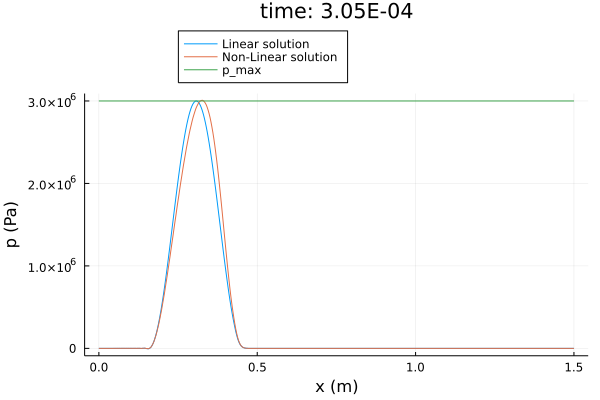 time: 3.05E-04
Linear solution
Non-Linear solution
p_max
3.0×10⁶
2.0×10⁶
1.0×10⁶
0
p (Pa)
0.0 0.5 1.0 1.5
x (m)